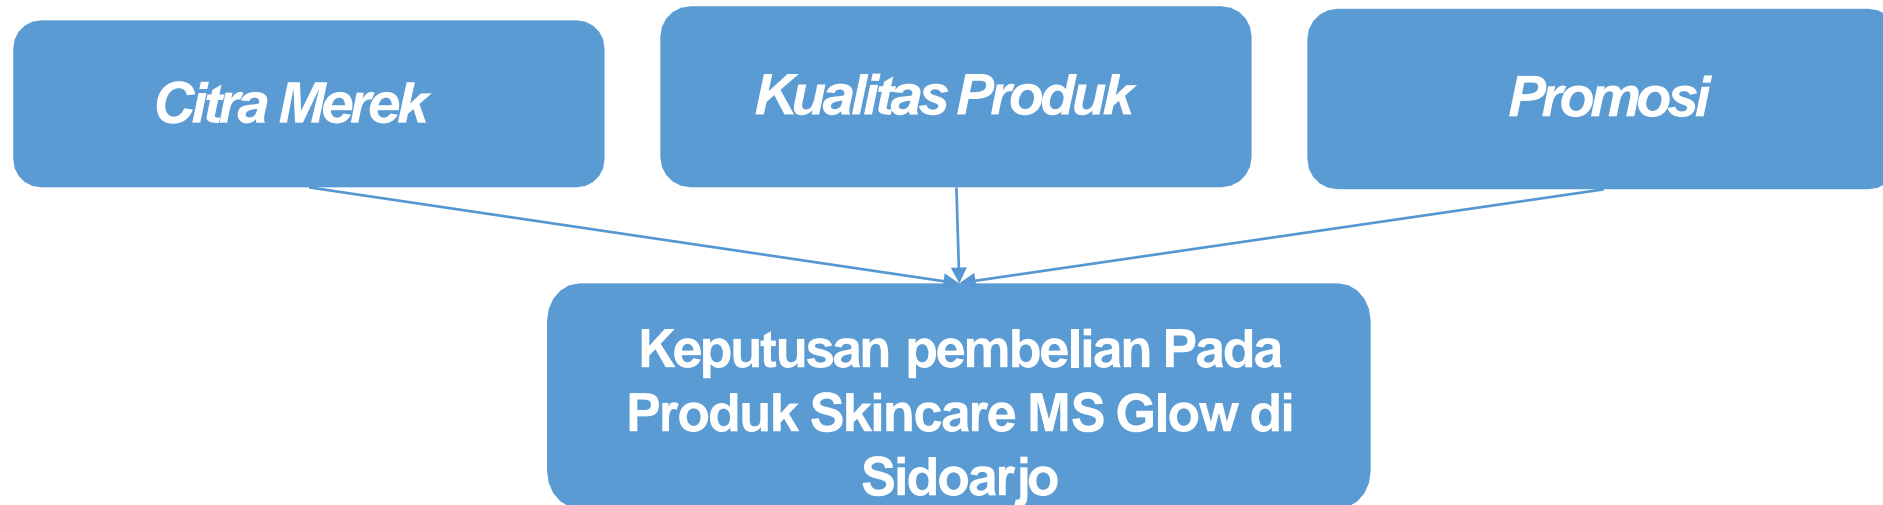 Citra Merek
Kualitas Produk
Promosi
Keputusan pembelian Pada
Produk Skincare MS Glow di
Sidoarjo